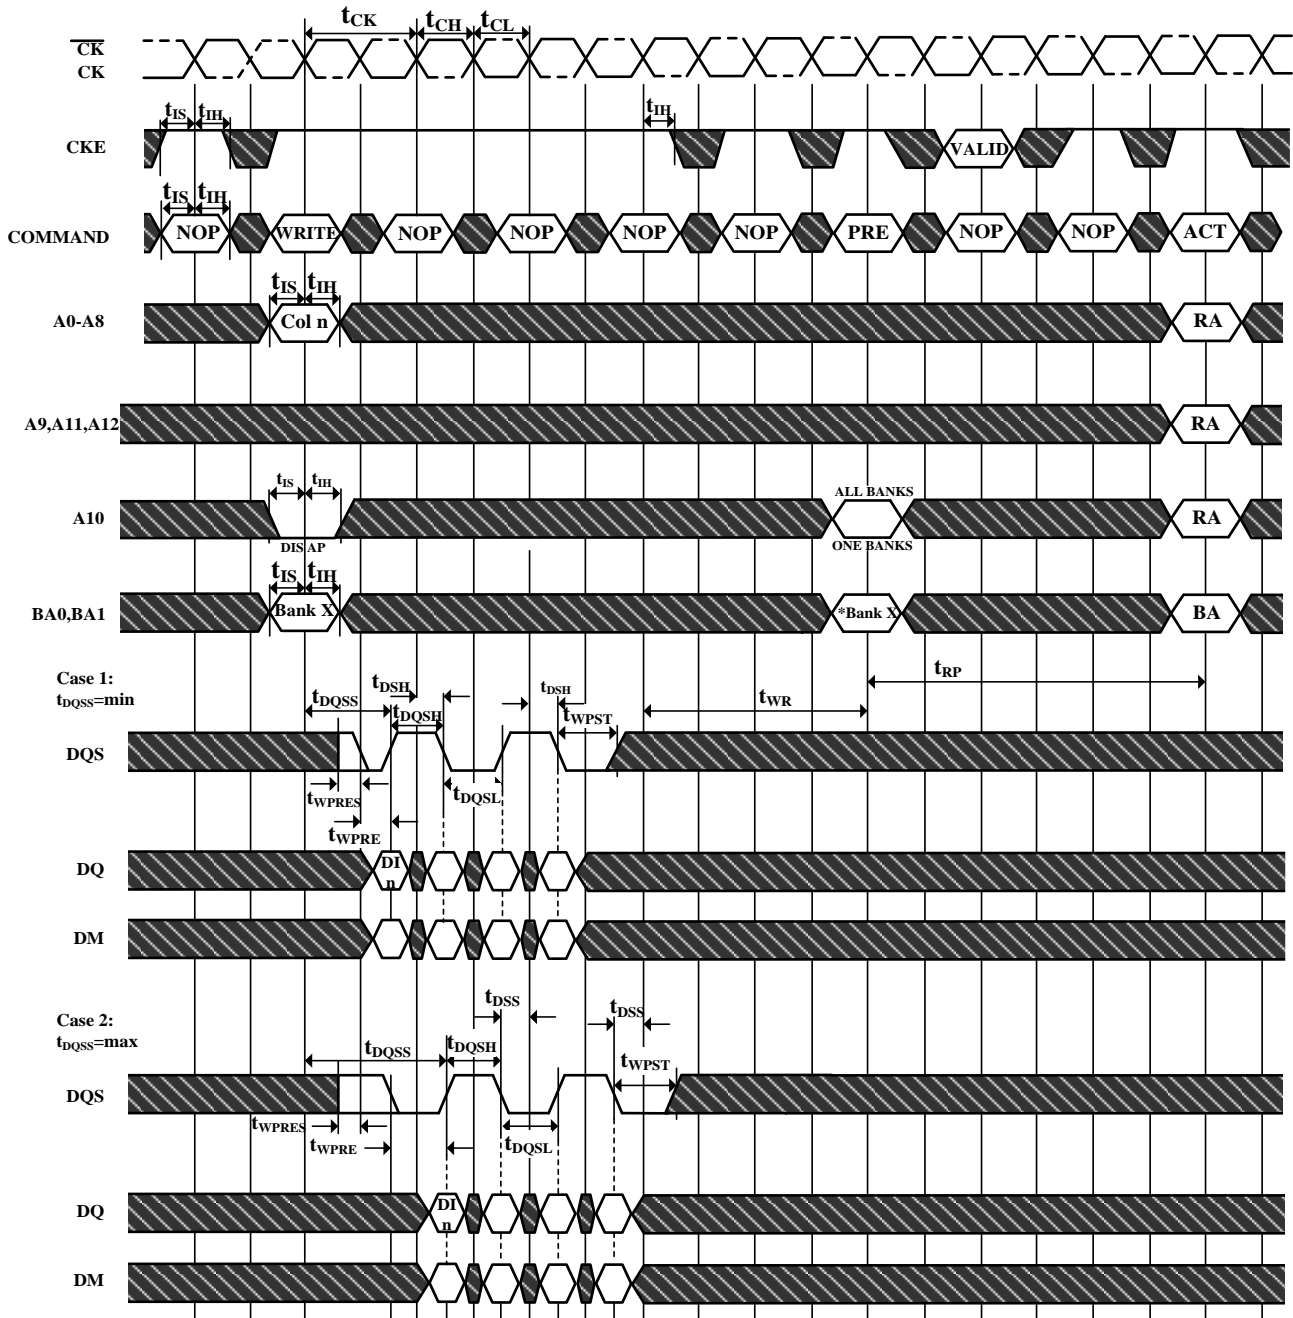 tCK tCH tCL
CK
CK
tIS tIH tIH
CKE VALID
tIS tIH
COMMAND NOP WRITE NOP NOP NOP NOP PRE NOP NOP ACT
tIS tIH
A0-A8 Col n RA
A9,A11,A12 RA
tIS tIH ALL BANKS
A10 RA
DIS AP ONE BANKS
tIS tIH
BA0,BA1 Bank X *Bank X BA
Case 1:
tDQSS=min
tDQSS tDSH tDSH tRP
tDQSH tWPST tWR
DQS
tWPRES tDQSL
tWPRE
DQ DI
n
DM
Case 2:
tDQSS=max
tDSS tDSS
tDQSS tDQSH tWPST
DQS
tWPRES
tWPRE tDQSL
DQ DI
n
DM